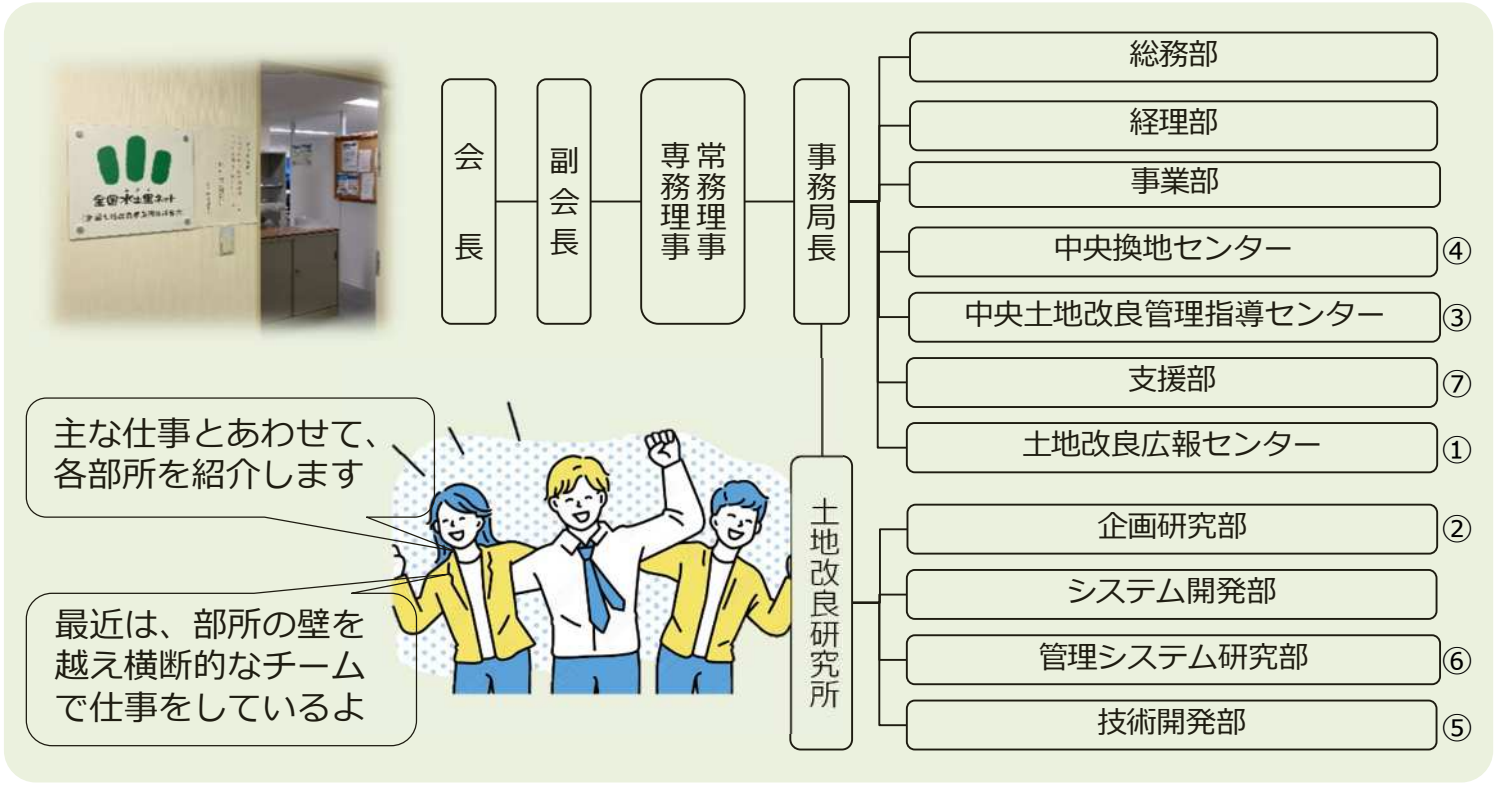 全国水土里ネット
会長
副会長
専務理事
常務理事
事務局長
総務部
経理部
事業部
中央換地センター ④
中央土地改良管理指導センター ③
支援部 ⑦
土地改良広報センター ①
土地改良研究所
企画研究部 ②
システム開発部
管理システム研究部 ⑥
技術開発部 ⑤
主な仕事とあわせて、
各部所を紹介します
最近は、部所の壁を
越え横断的なチーム
で仕事をしているよ